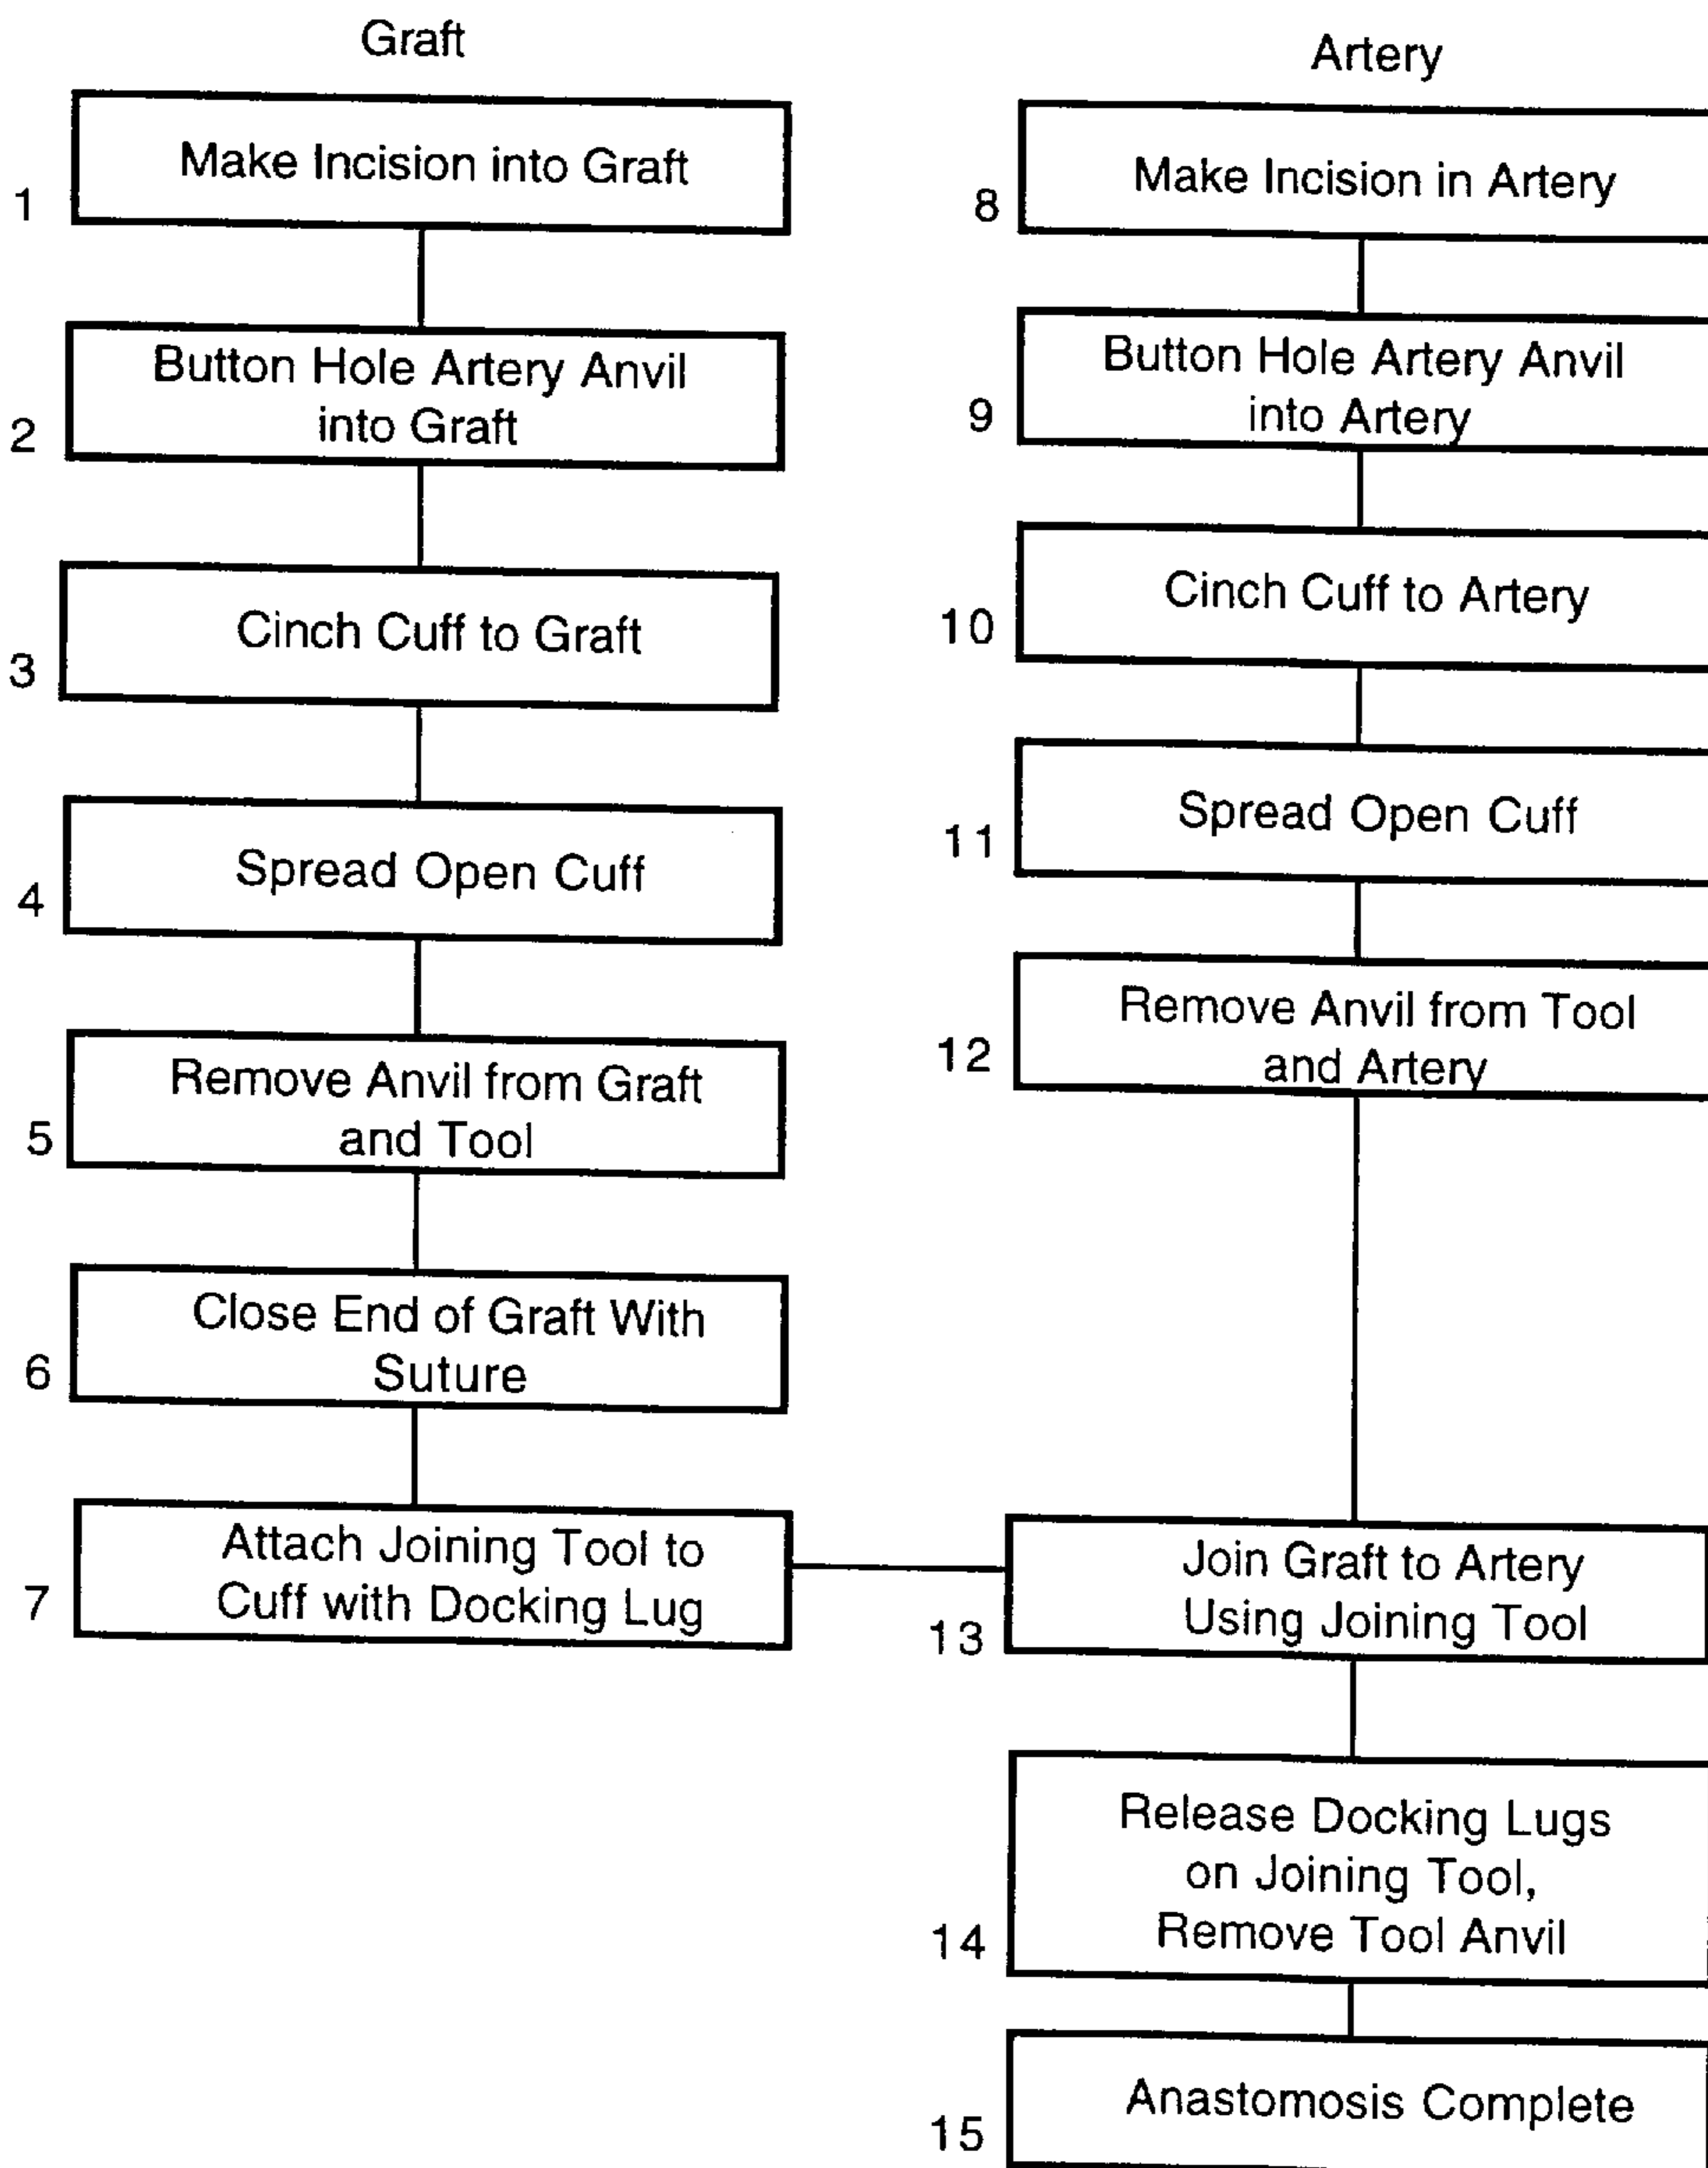 Graft
1
Make Incision into Graft
2
Button Hole Artery Anvil
into Graft
3
Cinch Cuff to Graft
4
Spread Open Cuff
5
Remove Anvil from Graft
and Tool
6
Close End of Graft With
Suture
7
Attach Joining Tool to
Cuff with Docking Lug
Artery
8
Make Incision in Artery
9
Button Hole Artery Anvil
into Artery
10
Cinch Cuff to Artery
11
Spread Open Cuff
12
Remove Anvil from Tool
and Artery
13
Join Graft to Artery
Using Joining Tool
14
Release Docking Lugs
on Joining Tool,
Remove Tool Anvil
15
Anastomosis Complete